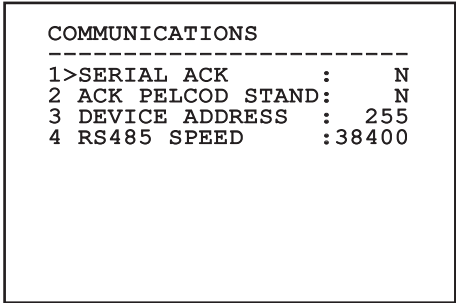 COMMUNICATIONS
---------------------------
1>SERIAL ACK       :      N
2 ACK PELCOD STAND:      N
3 DEVICE ADDRESS  :    255
4 RS485 SPEED      :38400